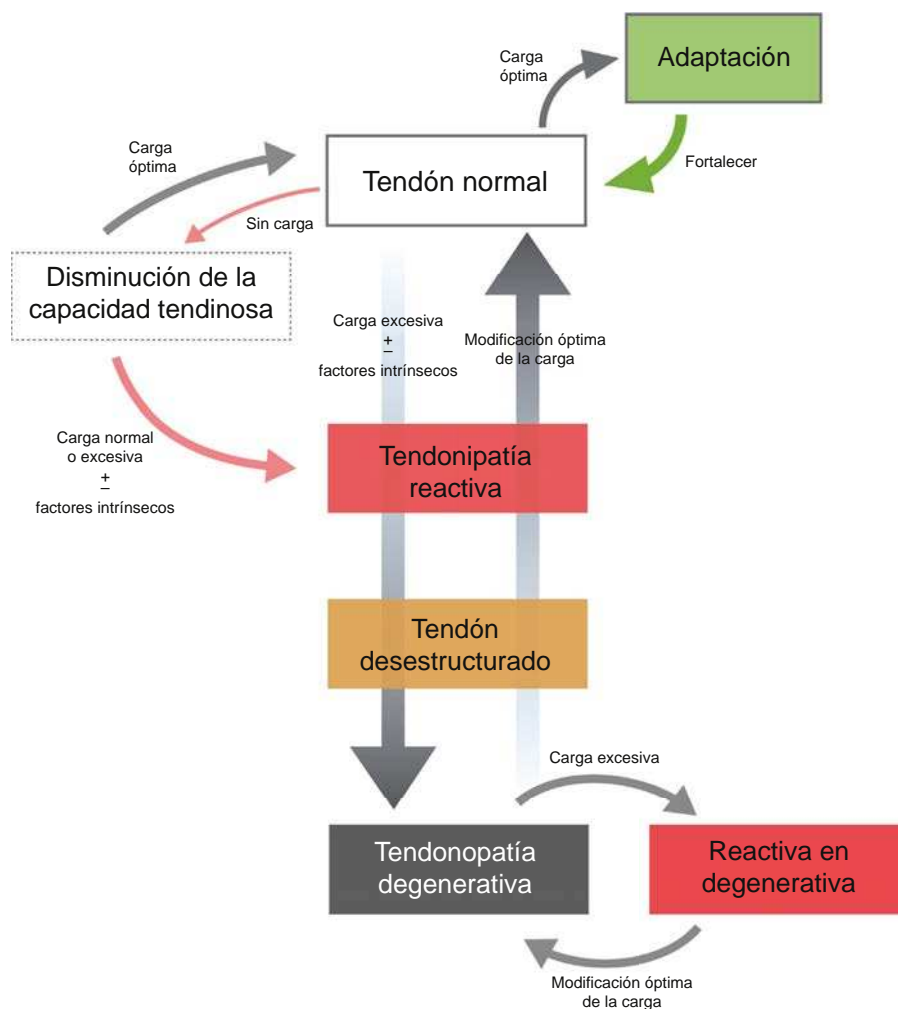 Carga
óptima
Adaptación
Fortalecer
Carga
óptima
Tendón normal
Sin carga
Disminución de la
capacidad tendinosa
Carga excesiva
±
factores intrínsecos
Modificación óptima
de la carga
Carga normal
o excesiva
±
factores intrínsecos
Tendonipatía
reactiva
Tendón
desestructurado
Carga excesiva
Tendonopatía
degenerativa
Reactiva en
degenerativa
Modificación óptima
de la carga